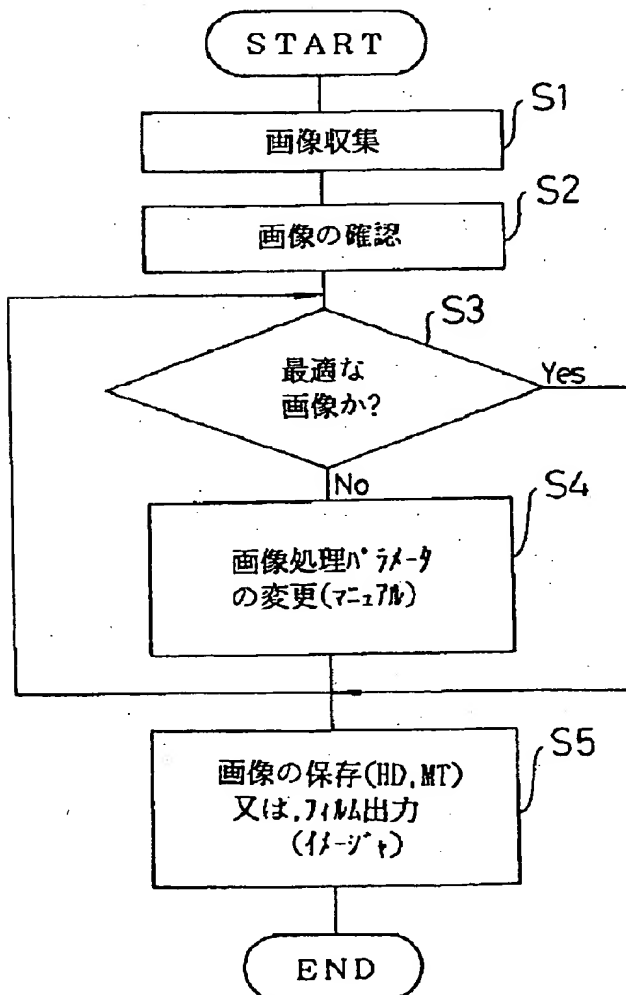 START
S1
画像収集
S2
画像の確認
S3
最適な
画像か?
Yes
No
S4
画像処理パラメータ
の変更(マニュアル)
S5
画像の保存(HD,MT)
又は,フィルム出力
(イメージャ)
END